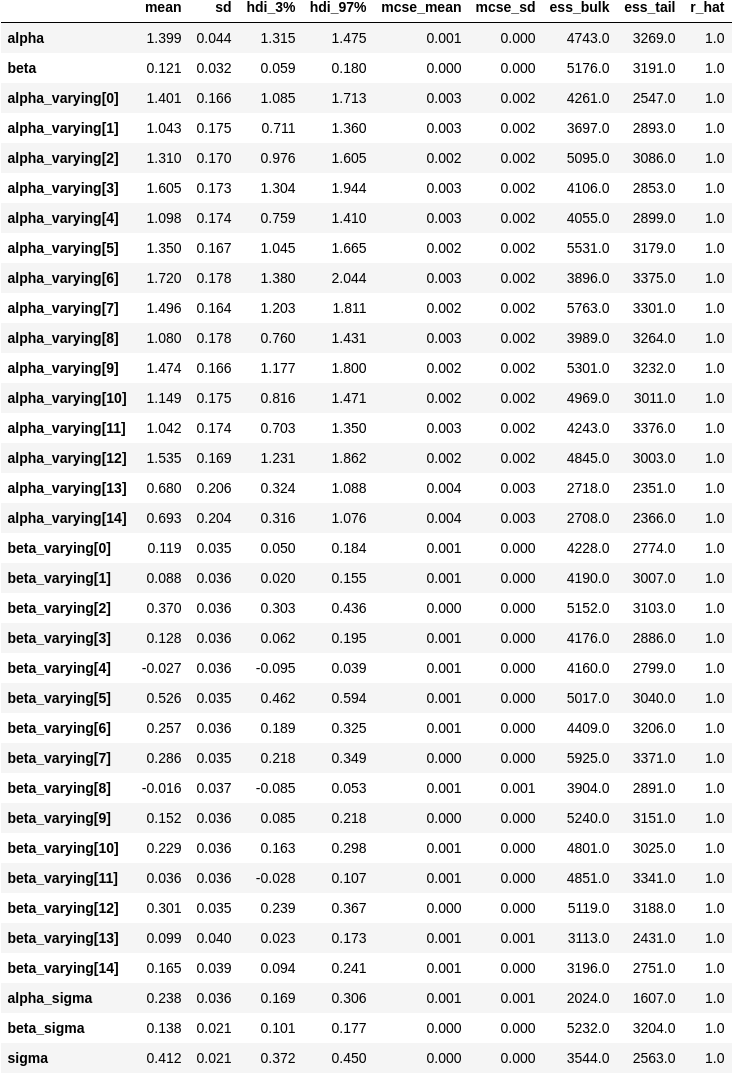 mean sd hdi_3% hdi_97% mcse_mean mcse_sd ess_bulk ess_tail r_hat
alpha 1.399 0.044 1.315 1.475 0.001 0.000 4743.0 3269.0 1.0
beta 0.121 0.032 0.059 0.180 0.000 0.000 5176.0 3191.0 1.0
alpha_varying[0] 1.401 0.166 1.085 1.713 0.003 0.002 4261.0 2547.0 1.0
alpha_varying[1] 1.043 0.175 0.711 1.360 0.003 0.002 3697.0 2893.0 1.0
alpha_varying[2] 1.310 0.170 0.976 1.605 0.002 0.002 5095.0 3086.0 1.0
alpha_varying[3] 1.605 0.173 1.304 1.944 0.003 0.002 4106.0 2853.0 1.0
alpha_varying[4] 1.098 0.174 0.759 1.410 0.003 0.002 4055.0 2899.0 1.0
alpha_varying[5] 1.350 0.167 1.045 1.665 0.002 0.002 5531.0 3179.0 1.0
alpha_varying[6] 1.720 0.178 1.380 2.044 0.003 0.002 3896.0 3375.0 1.0
alpha_varying[7] 1.496 0.164 1.203 1.811 0.002 0.002 5763.0 3301.0 1.0
alpha_varying[8] 1.080 0.178 0.760 1.431 0.003 0.002 3989.0 3264.0 1.0
alpha_varying[9] 1.474 0.166 1.177 1.800 0.002 0.002 5301.0 3232.0 1.0
alpha_varying[10] 1.149 0.175 0.816 1.471 0.002 0.002 4969.0 3011.0 1.0
alpha_varying[11] 1.042 0.174 0.703 1.350 0.003 0.002 4243.0 3376.0 1.0
alpha_varying[12] 1.535 0.169 1.231 1.862 0.002 0.002 4845.0 3003.0 1.0
alpha_varying[13] 0.680 0.206 0.324 1.088 0.004 0.003 2718.0 2351.0 1.0
alpha_varying[14] 0.693 0.204 0.316 1.076 0.004 0.003 2708.0 2366.0 1.0
beta_varying[0] 0.119 0.035 0.050 0.184 0.001 0.000 4228.0 2774.0 1.0
beta_varying[1] 0.088 0.036 0.020 0.155 0.001 0.000 4190.0 3007.0 1.0
beta_varying[2] 0.370 0.036 0.303 0.436 0.000 0.000 5152.0 3103.0 1.0
beta_varying[3] 0.128 0.036 0.062 0.195 0.001 0.000 4176.0 2886.0 1.0
beta_varying[4] -0.027 0.036 -0.095 0.039 0.001 0.000 4160.0 2799.0 1.0
beta_varying[5] 0.526 0.035 0.462 0.594 0.001 0.000 5017.0 3040.0 1.0
beta_varying[6] 0.257 0.036 0.189 0.325 0.001 0.000 4409.0 3206.0 1.0
beta_varying[7] 0.286 0.035 0.218 0.349 0.000 0.000 5925.0 3371.0 1.0
beta_varying[8] -0.016 0.037 -0.085 0.053 0.001 0.001 3904.0 2891.0 1.0
beta_varying[9] 0.152 0.036 0.085 0.218 0.000 0.000 5240.0 3151.0 1.0
beta_varying[10] 0.229 0.036 0.163 0.298 0.001 0.000 4801.0 3025.0 1.0
beta_varying[11] 0.036 0.036 -0.028 0.107 0.001 0.000 4851.0 3341.0 1.0
beta_varying[12] 0.301 0.035 0.239 0.367 0.000 0.000 5119.0 3188.0 1.0
beta_varying[13] 0.099 0.040 0.023 0.173 0.001 0.001 3113.0 2431.0 1.0
beta_varying[14] 0.165 0.039 0.094 0.241 0.001 0.000 3196.0 2751.0 1.0
alpha_sigma 0.238 0.036 0.169 0.306 0.001 0.001 2024.0 1607.0 1.0
beta_sigma 0.138 0.021 0.101 0.177 0.000 0.000 5232.0 3204.0 1.0
sigma 0.412 0.021 0.372 0.450 0.000 0.000 3544.0 2563.0 1.0